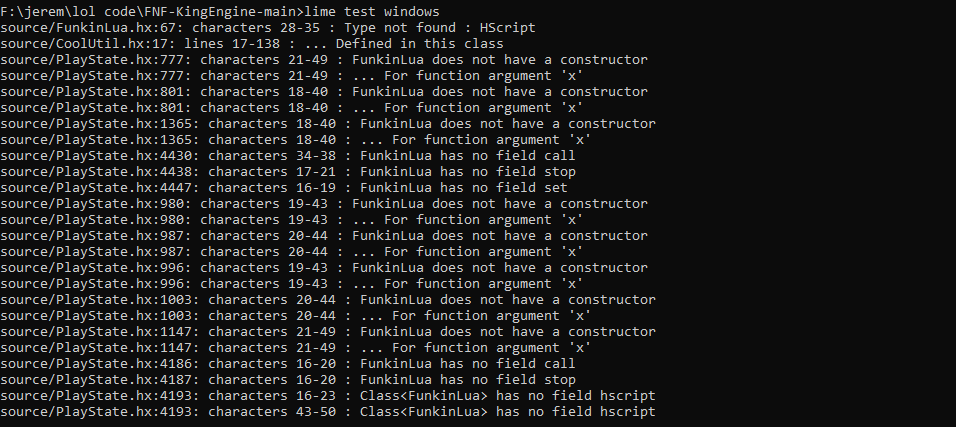 F:\jerem\lol code\FNF-KingEngine-main>lime test windows
source/FunkinLua.hx:67: characters 28-35 : Type not found : HScript
source/CoolUtil.hx:17: lines 17-138 : ... Defined in this class
source/PlayState.hx:777: characters 21-49 : FunkinLua does not have a constructor
source/PlayState.hx:777: characters 21-49 : ... For function argument 'x'
source/PlayState.hx:801: characters 18-40 : FunkinLua does not have a constructor
source/PlayState.hx:801: characters 18-40 : ... For function argument 'x'
source/PlayState.hx:1365: characters 18-40 : FunkinLua does not have a constructor
source/PlayState.hx:1365: characters 18-40 : ... For function argument 'x'
source/PlayState.hx:4430: characters 34-38 : FunkinLua has no field call
source/PlayState.hx:4438: characters 17-21 : FunkinLua has no field stop
source/PlayState.hx:4447: characters 16-19 : FunkinLua has no field set
source/PlayState.hx:980: characters 19-43 : FunkinLua does not have a constructor
source/PlayState.hx:980: characters 19-43 : ... For function argument 'x'
source/PlayState.hx:987: characters 20-44 : FunkinLua does not have a constructor
source/PlayState.hx:987: characters 20-44 : ... For function argument 'x'
source/PlayState.hx:996: characters 19-43 : FunkinLua does not have a constructor
source/PlayState.hx:996: characters 19-43 : ... For function argument 'x'
source/PlayState.hx:1003: characters 20-44 : FunkinLua does not have a constructor
source/PlayState.hx:1003: characters 20-44 : ... For function argument 'x'
source/PlayState.hx:1147: characters 21-49 : FunkinLua does not have a constructor
source/PlayState.hx:1147: characters 21-49 : ... For function argument 'x'
source/PlayState.hx:4186: characters 16-20 : FunkinLua has no field call
source/PlayState.hx:4187: characters 16-20 : FunkinLua has no field stop
source/PlayState.hx:4193: characters 16-23 : Class<FunkinLua> has no field hscript
source/PlayState.hx:4193: characters 43-50 : Class<FunkinLua> has no field hscript